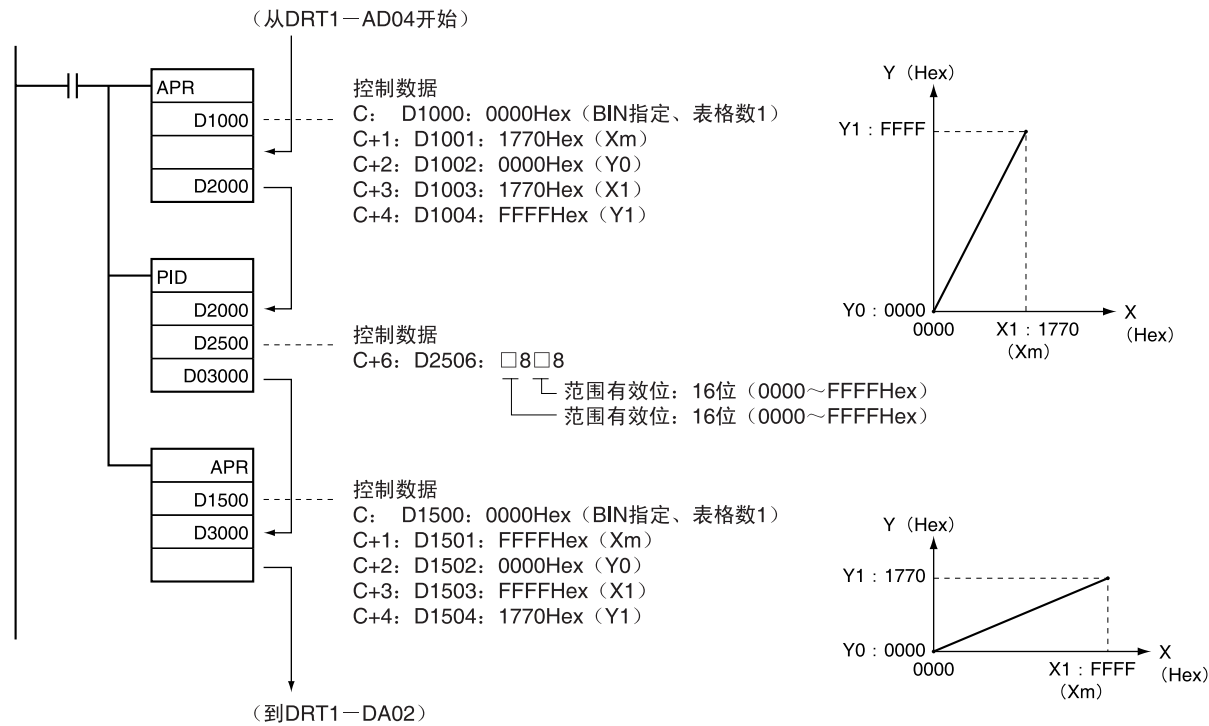 （从DRT1－AD04开始）
APR
D1000
D2000
控制数据
C： D1000：0000Hex（BIN指定、表格数1）
C+1：D1001：1770Hex（Xm）
C+2：D1002：0000Hex（Y0）
C+3：D1003：1770Hex（X1）
C+4：D1004：FFFFHex（Y1）
Y（Hex）
Y1：FFFF
Y0：0000
0000
X1：1770
（Xm）
X
（Hex）
PID
D2000
D2500
D03000
控制数据
C+6：D2506：□8□8
范围有效位：16位（0000～FFFFHex）
范围有效位：16位（0000～FFFFHex）
APR
D1500
D3000
控制数据
C： D1500：0000Hex（BIN指定、表格数1）
C+1：D1501：FFFFHex（Xm）
C+2：D1502：0000Hex（Y0）
C+3：D1503：FFFFHex（X1）
C+4：D1504：1770Hex（Y1）
Y（Hex）
Y1：1770
Y0：0000
0000
X1：FFFF
（Xm）
X
（Hex）
（到DRT1－DA02）